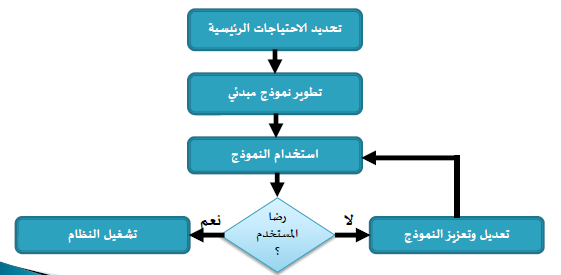 تحديد الاحتياجات الرئيسية
تطوير نموذج مبدئي
استخدام النموذج
رضا
المستخدم
؟
نعم
لا
تشغيل النظام
تعديل وتعزيز النموذج